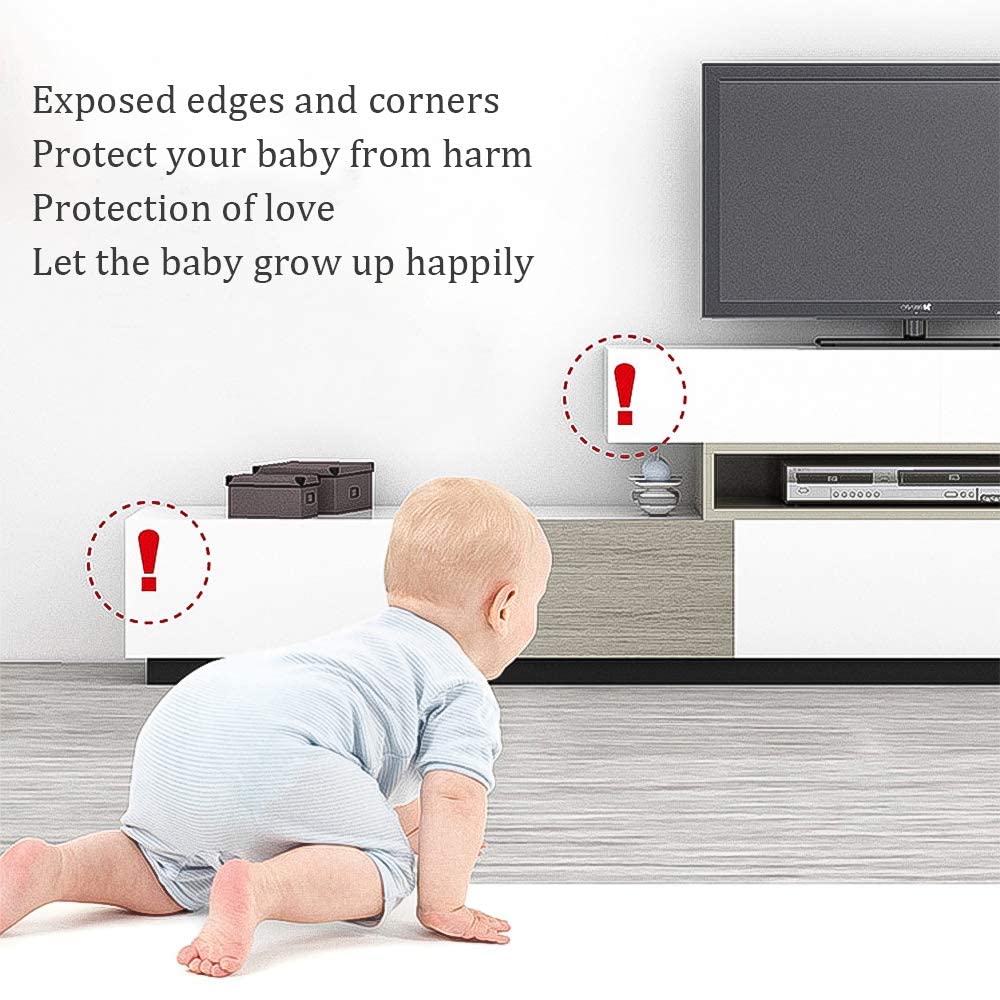 Exposed edges and corners
Protect your baby from harm
Protection of love
Let the baby grow up happily
!
!